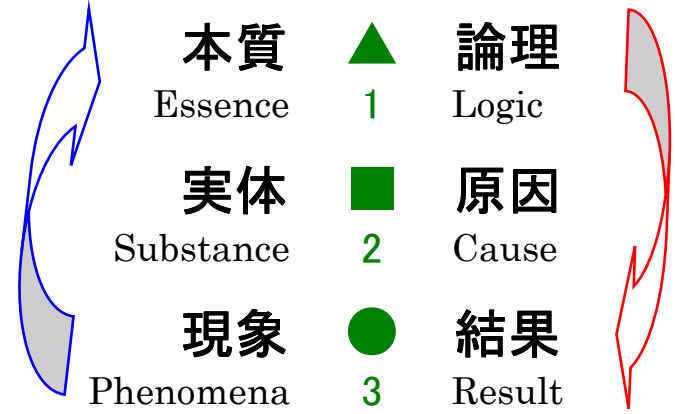 本質 ▲ 論理
Essence 1 Logic
実体 ■ 原因
Substance 2 Cause
現象 ● 結果
Phenomena 3 Result